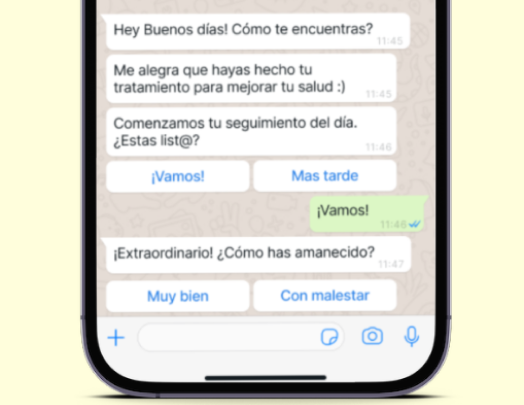 Hey Buenos días! Cómo te encuentras?
11:45
Me alegra que hayas hecho tu
tratamiento para mejorar tu salud :)
11:45
Comenzamos tu seguimiento del día.
¿Estas list@?
11:46
¡Vamos!
Mas tarde
¡Vamos!
11:46
¡Extraordinario! ¿Cómo has amanecido?
11:47
Muy bien
Con malestar